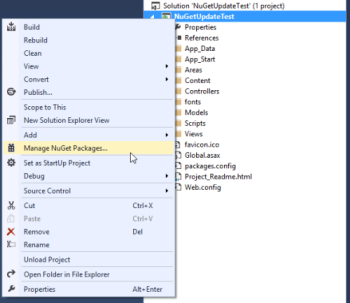 Solution 'NuGetUpdateTest' (1 project)
NuGetUpdateTest
Properties
References
App_Data
App_Start
Areas
Content
Controllers
fonts
Models
Scripts
Views
favicon.ico
Global.asax
packages.config
Project_Readme.html
Web.config
Build
Rebuild
Clean
View
Convert
Publish...
Scope to This
New Solution Explorer View
Add
Manage NuGet Packages...
Set as StartUp Project
Debug
Source Control
Cut Ctrl+X
Paste Ctrl+V
Remove Del
Rename
Unload Project
Open Folder in File Explorer
Properties Alt+Enter